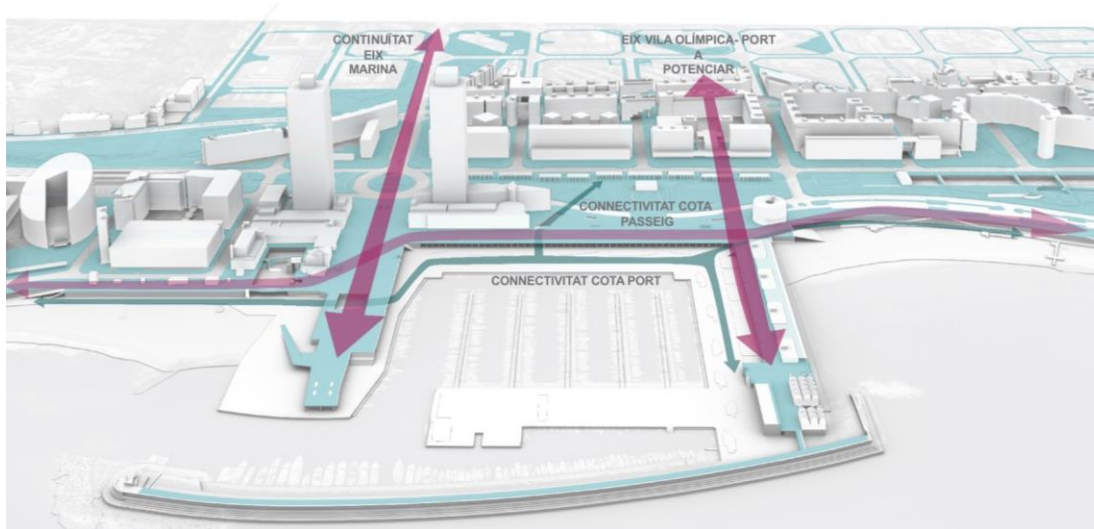 CONTINUÏTAT
EIX
MARINA
EIX VILA OLÍMPICA- PORT
A
POTENCIAR
CONNECTIVITAT COTA
PASSEIG
CONNECTIVITAT COTA PORT